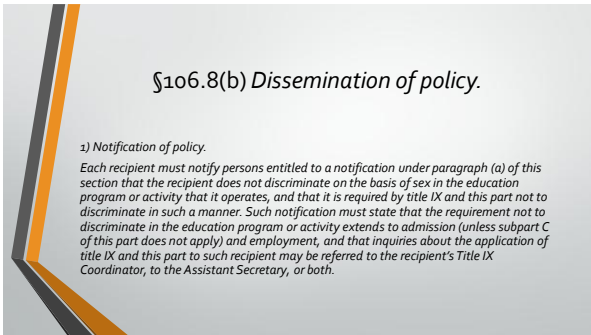 §106.8(b) Dissemination of policy.
1) Notification of policy.
Each recipient must notify persons entitled to a notification under paragraph (a) of this
section that the recipient does not discriminate on the basis of sex in the education
program or activity that it operates, and that it is required by title IX and this part not to
discriminate in such a manner. Such notification must state that the requirement not to
discriminate in the education program or activity extends to admission (unless subpart C
of this part does not apply) and employment, and that inquiries about the application of
title IX and this part to such recipient may be referred to the recipient's Title IX
Coordinator, to the Assistant Secretary, or both.